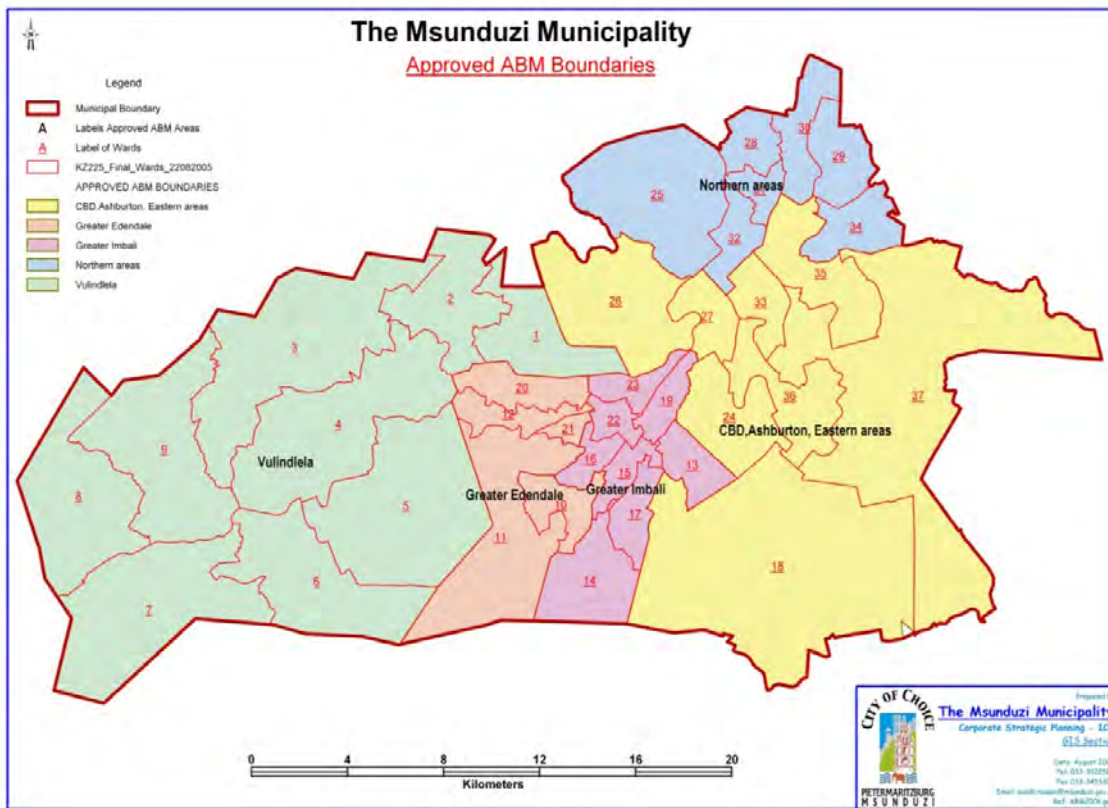 The Msunduzi Municipality
Approved ABM Boundaries
N
Legend
Municipal Boundary
A Labels Approved ABM Areas
A Label of Wards
KZ225_Final_Wards_22082005
APPROVED ABM BOUNDARIES
CBD,Ashburton, Eastern areas
Greater Edendale
Greater Imbali
Northern areas
Vulindlela
30
28
29
Northern areas
25
32
34
35
2
26
33
27
1
3
20
23
19
12
36
37
4
22
24
21
CBD,Ashburton, Eastern areas
9
Vulindlela
16
15
13
8
Greater Edendale
Greater Imbali
5
10
17
11
18
14
6
7
0 4 8 12 16 20
Kilometers
CITY OF CHOICE
PIETERMARITZBURG
MSUNDUZI
Prepared
The Msunduzi Municipality
Corporate Strategic Planning -
GIS